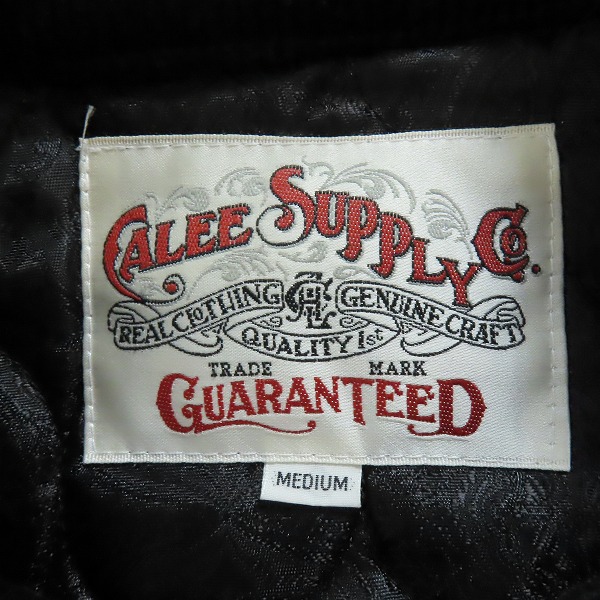 CALEE SUPPLY Co.
REAL CLOTHING GENUINE CRAFT
QUALITY 1st
TRADE MARK
GUARANTEED
MEDIUM